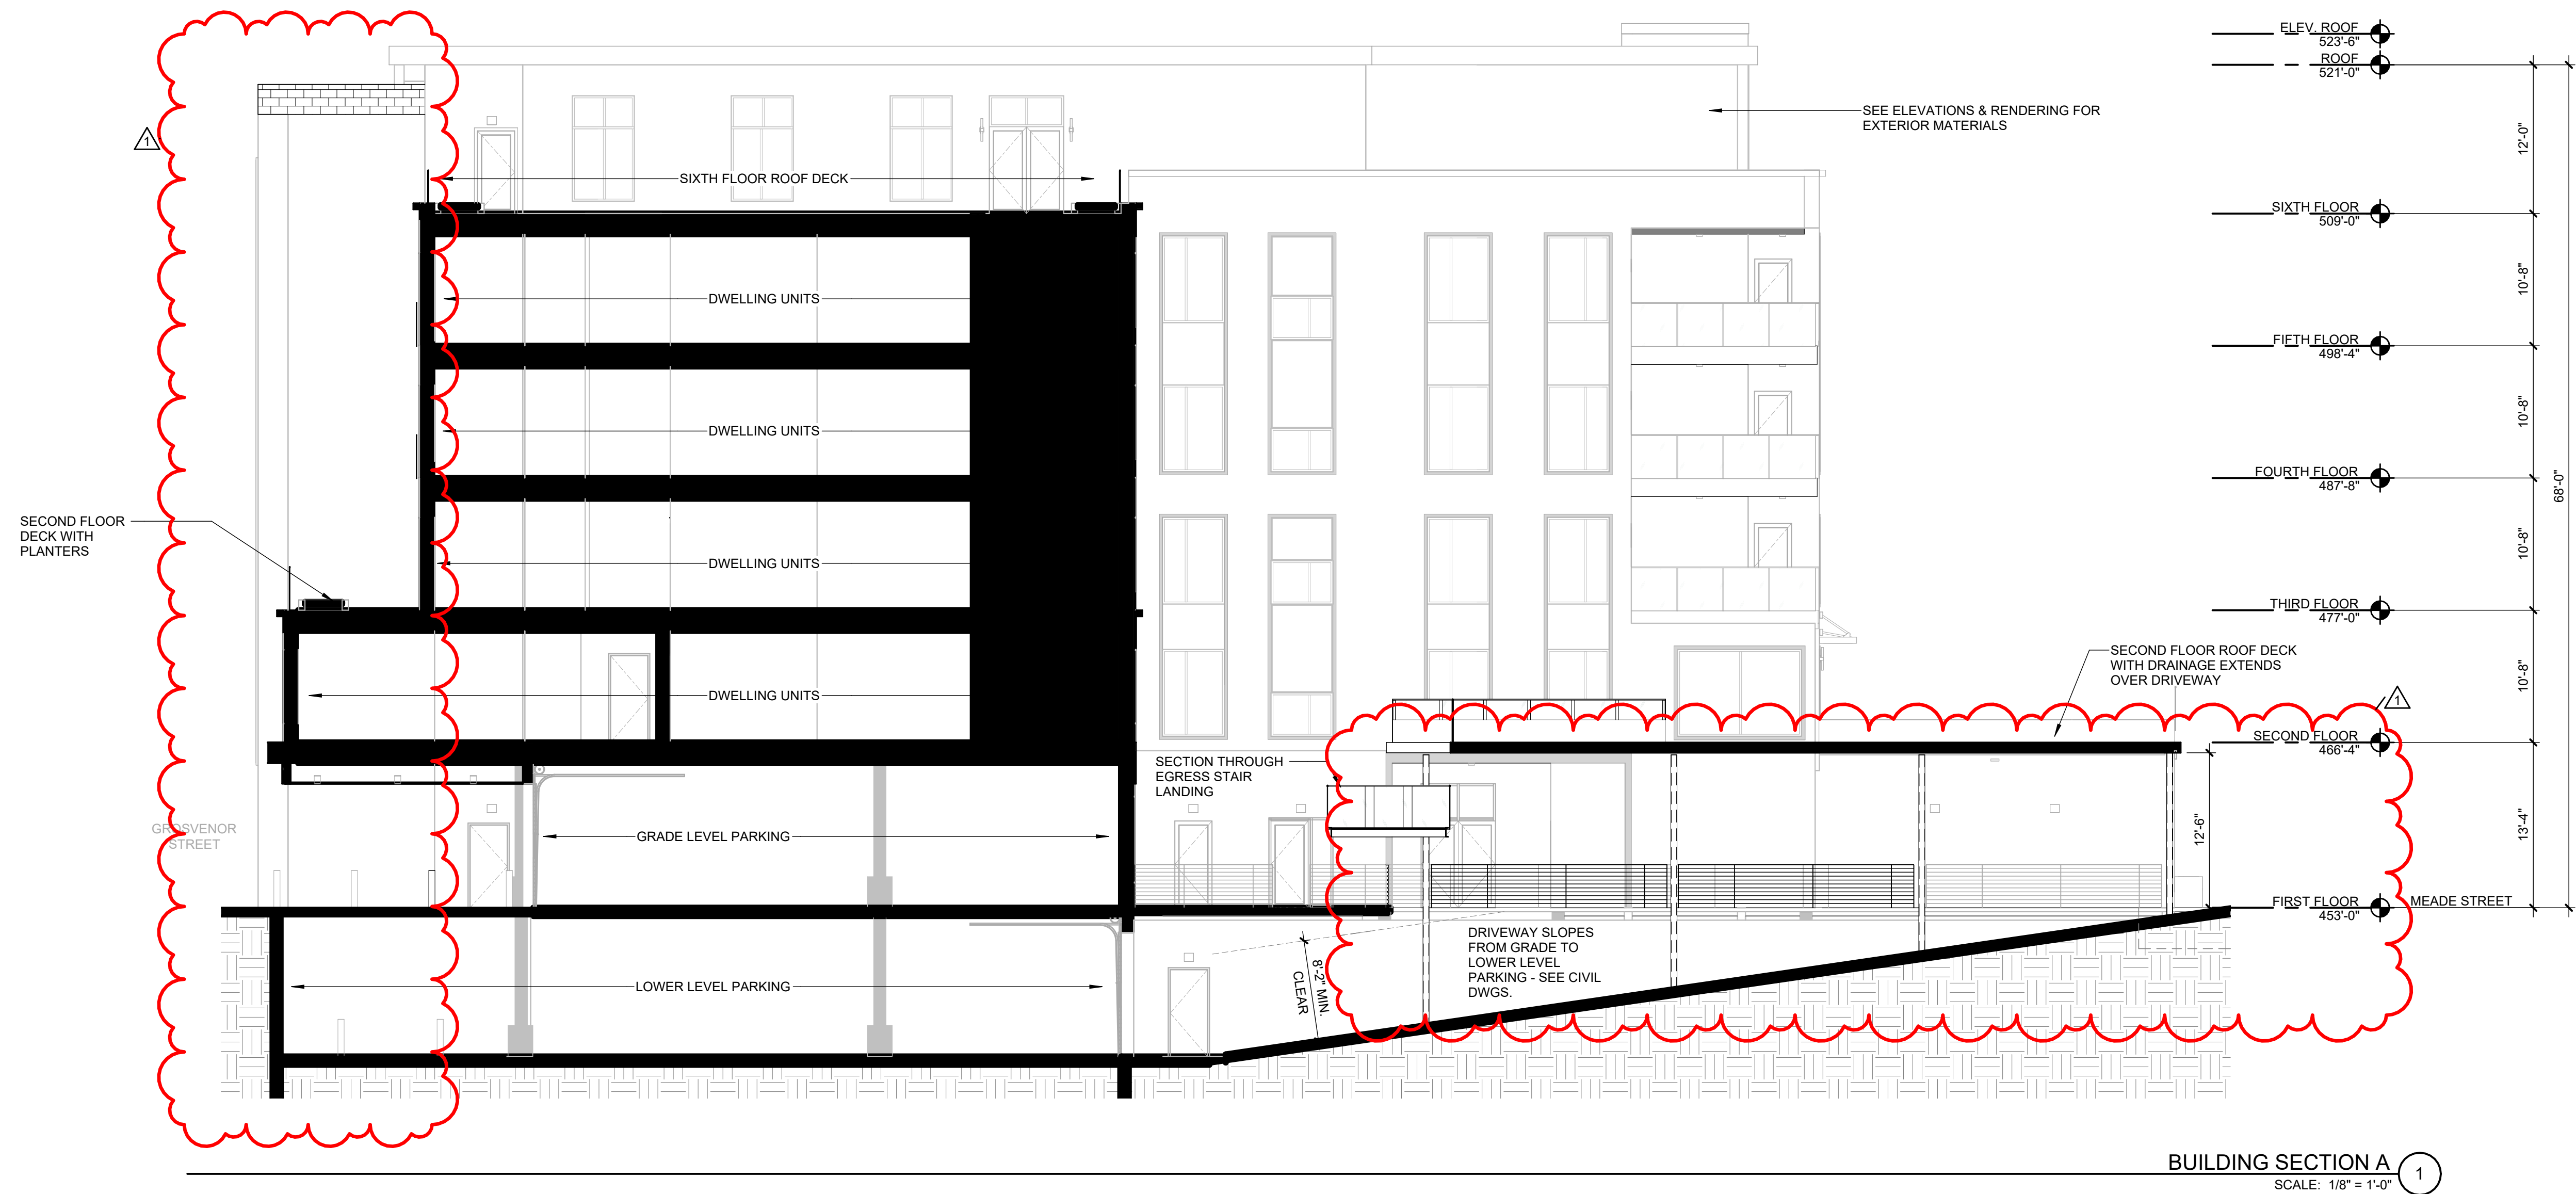 ELEV. ROOF
523'-6"
ROOF
521'-0"
SEE ELEVATIONS & RENDERING FOR
EXTERIOR MATERIALS
1
12'-0"
SIXTH FLOOR ROOF DECK
SIXTH FLOOR
509'-0"
DWELLING UNITS
10'-8"
FIFTH FLOOR
498'-4"
DWELLING UNITS
10'-8"
FOURTH FLOOR
487'-8"
68'-0"
SECOND FLOOR
DECK WITH
PLANTERS
DWELLING UNITS
10'-8"
THIRD FLOOR
477'-0"
SECOND FLOOR ROOF DECK
WITH DRAINAGE EXTENDS
OVER DRIVEWAY
DWELLING UNITS
10'-8"
1
SECOND FLOOR
466'-4"
SECTION THROUGH
EGRESS STAIR
LANDING
GROSVENOR
STREET
GRADE LEVEL PARKING
12'-6"
13'-4"
FIRST FLOOR
453'-0"
MEADE STREET
DRIVEWAY SLOPES
FROM GRADE TO
LOWER LEVEL
PARKING - SEE CIVIL
DWGS.
8'-2" MIN.
CLEAR
LOWER LEVEL PARKING
BUILDING SECTION A
1
SCALE: 1/8" = 1'-0"